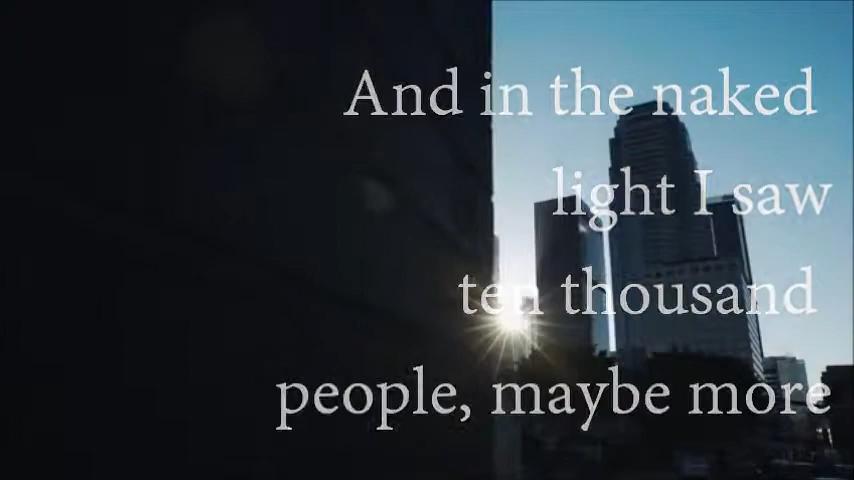 And in the naked
light I saw
ten thousand
people, maybe more